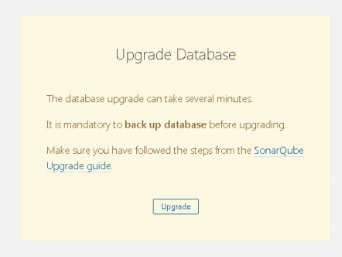 Upgrade Database
The database upgrade can take several minutes.
It is mandatory to back up database before upgrading.
Make sure you have followed the steps from the SonarQube
Upgrade guide.
Upgrade